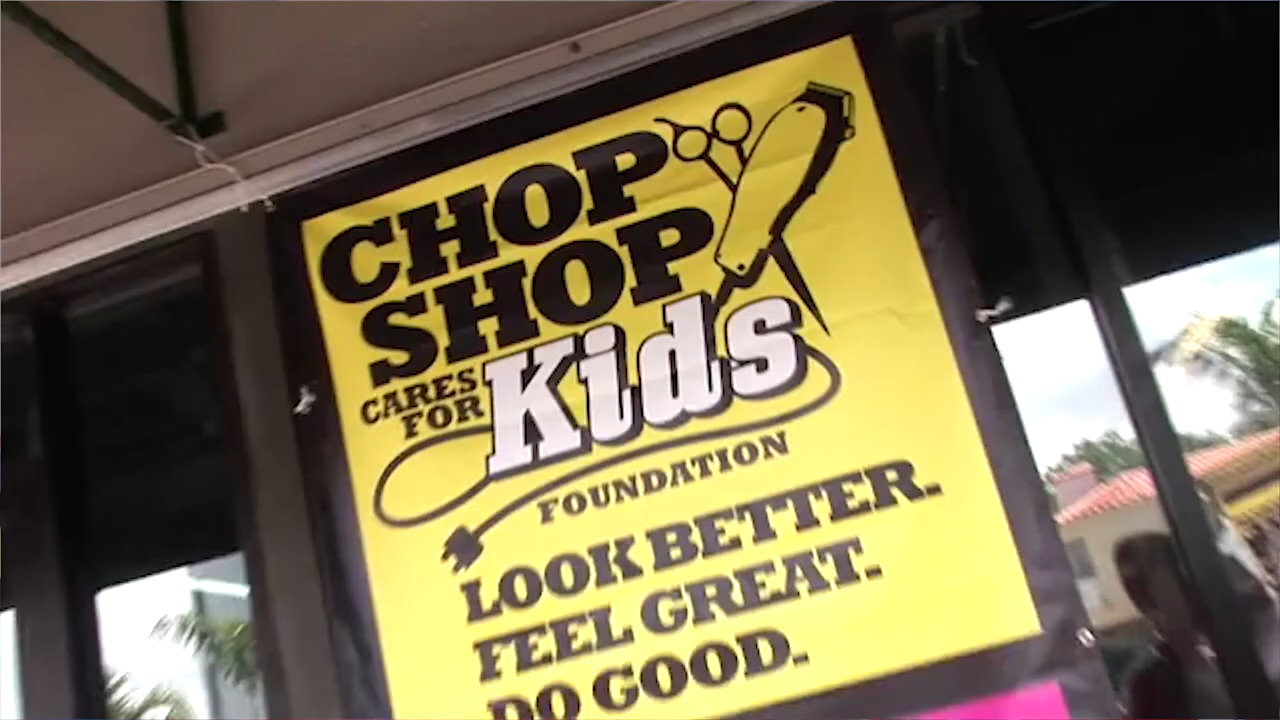 CHOP
SHOP
CARES
FOR Kids
FOUNDATION
LOOK BETTER.
FEEL GREAT.
DO GOOD.